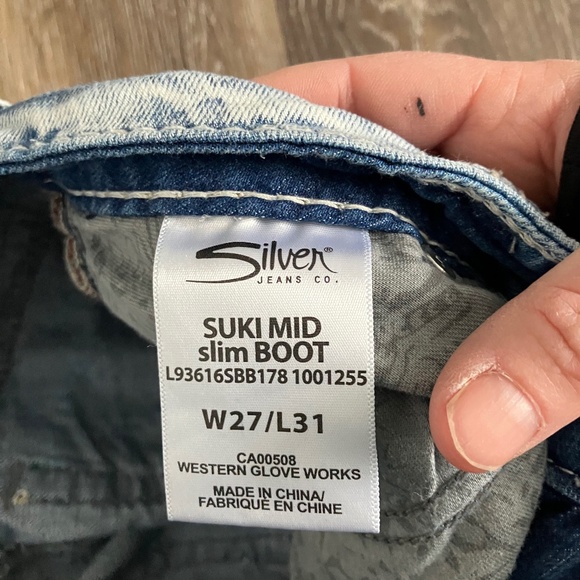 Silver®
JEANS CO.
SUKI MID
slim BOOT
L93616SBB178 1001255
W27/L31
CA00508
WESTERN GLOVE WORKS
MADE IN CHINA/
FABRIQUÉ EN CHINE